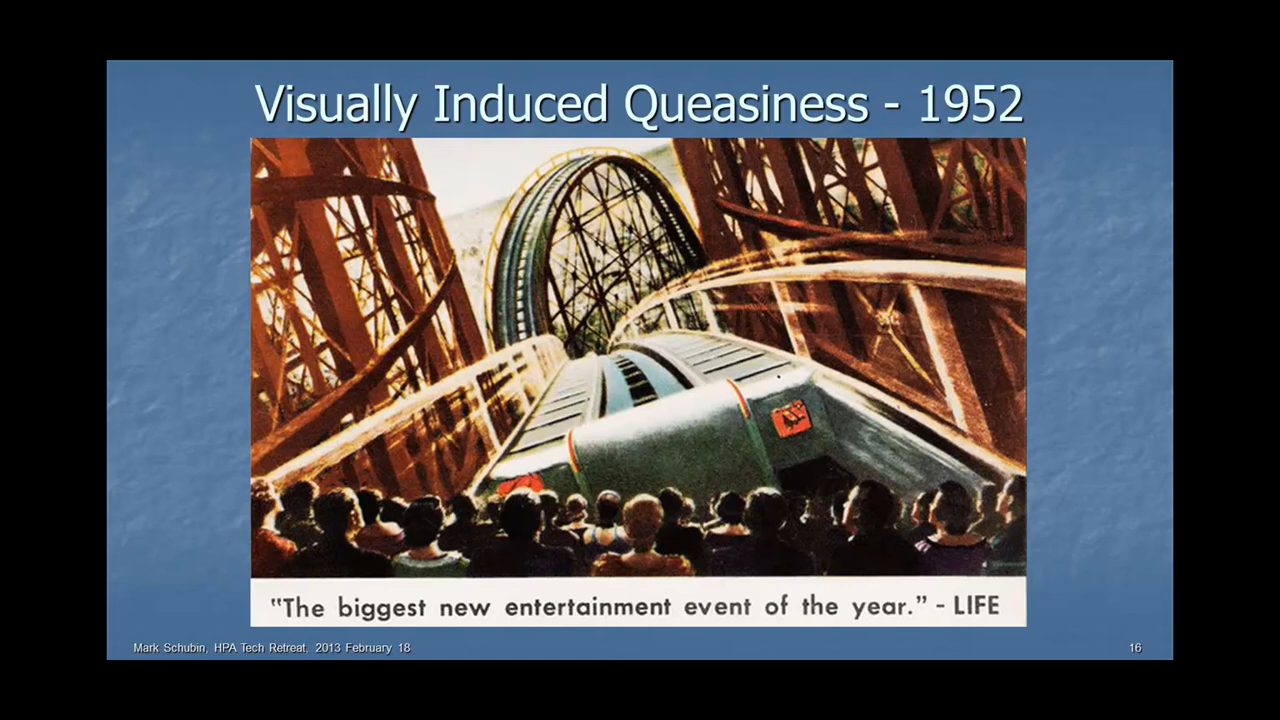 Visually Induced Queasiness - 1952
"The biggest new entertainment event of the year." - LIFE
Mark Schubin, HPA Tech Retreat, 2013 February 18
16